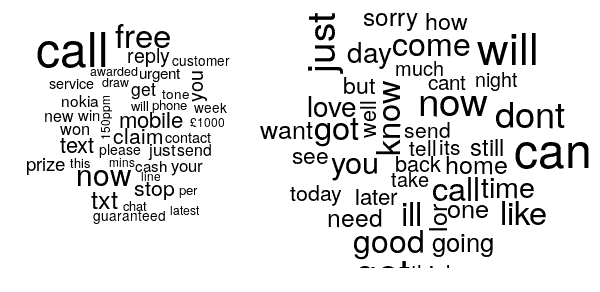 call free
reply customer
awarded urgent
service draw get tone you
nokia will phone week
new win 150ppm mobile £1000
won claim contact
text please just send
prize this mins cash your
now line
stop per
txt chat latest
guaranteed
just sorry how
day come will
much
but cant night
love well know now dont
want got send
tell its still can
see you back home
take
today later call time
need ill lor one like
good going